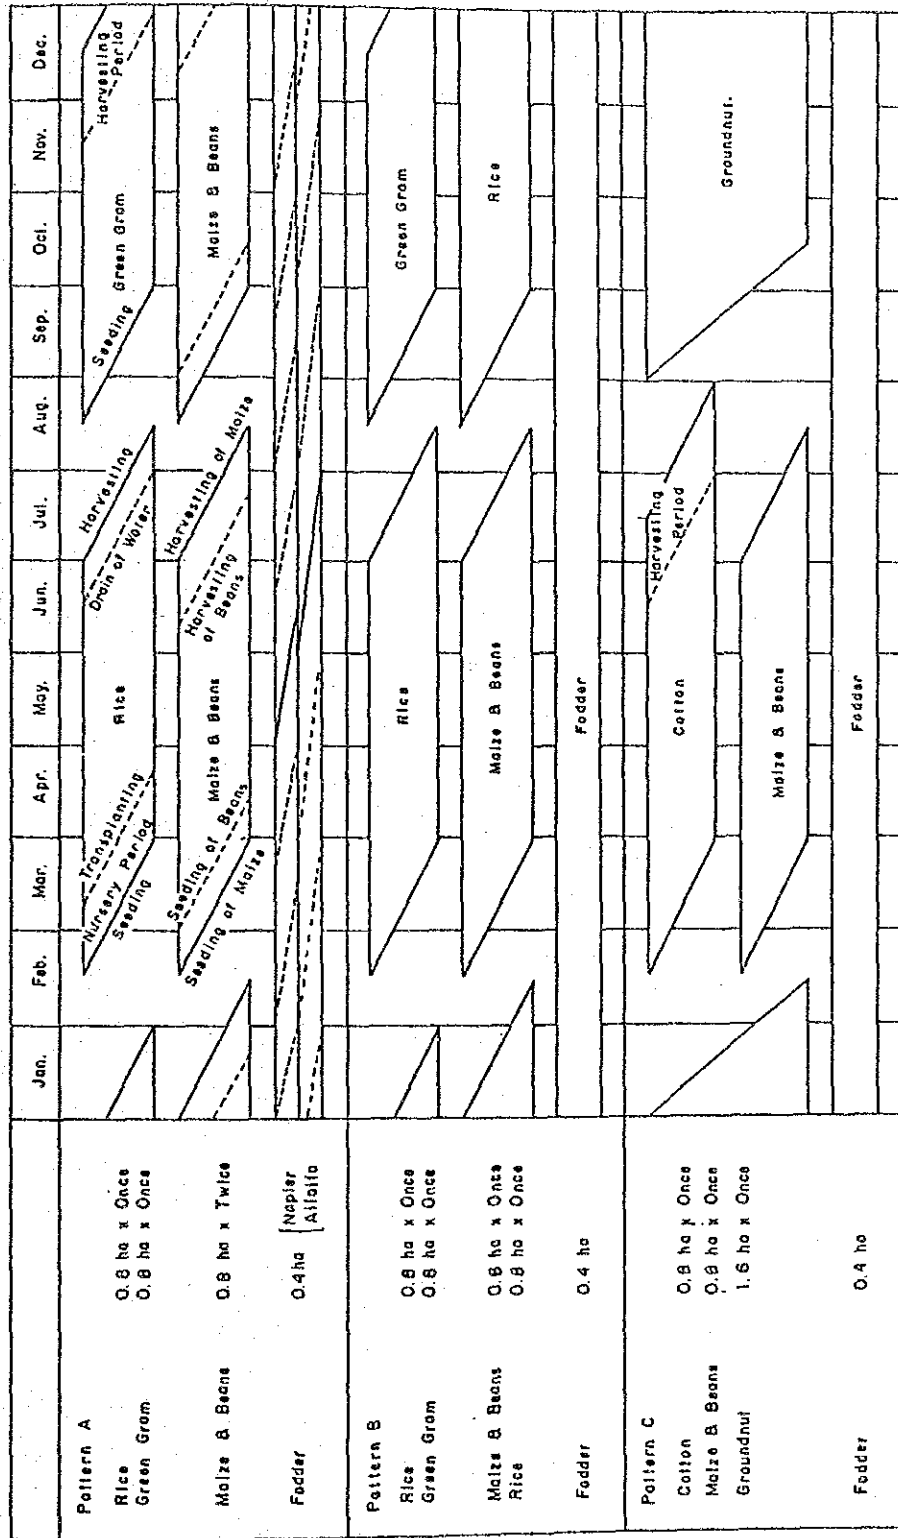 Jan. Feb. Mar. Apr. May. Jun. Jul. Aug. Sep. Oct. Nov. Dec.
Pattern A
Rice 0.8 ha x Once
Green Gram 0.8 ha x Once
Seeding
Nursery Period
Transplanting
Rice
Drain of Water
Harvesting
Seeding
Green Gram
Harvesting
Period
Maize & Beans 0.8 ha x Twice
Seeding of Maize
Seeding of Beans
Maize & Beans
Harvesting
of Beans
Harvesting of Maize
Maize & Beans
Fodder 0.4 ha
Napier
Alfalfa
Pattern B
Rice 0.8 ha x Once
Green Gram 0.8 ha x Once
Rice
Green Gram
Maize & Beans 0.8 ha x Once
Rice 0.8 ha x Once
Maize & Beans
Rice
Fodder 0.4 ha
Fodder
Pattern C
Cotton 0.8 ha x Once
Maize & Beans 0.8 ha x Once
Groundnut 1.6 ha x Once
Cotton
Harvesting
Period
Maize & Beans
Groundnut.
Fodder 0.4 ha
Fodder